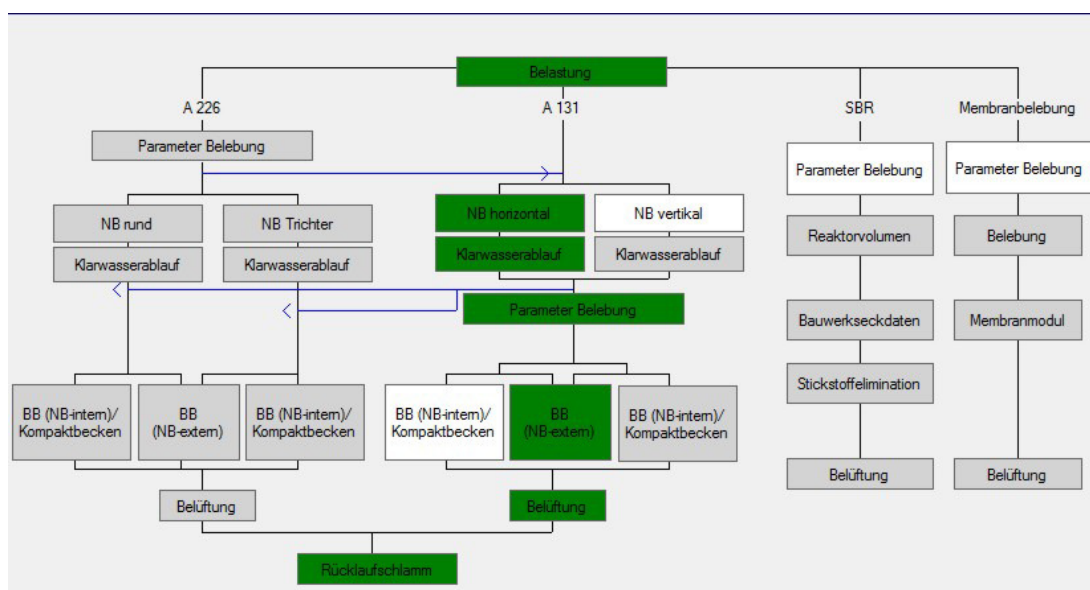 Belastung
A 226
A 131
SBR
Membranbelebung
Parameter Belebung
Parameter Belebung
Parameter Belebung
NB rund
NB Trichter
NB horizontal
NB vertikal
Reaktorvolumen
Belebung
Klarwasserablauf
Klarwasserablauf
Klarwasserablauf
Klarwasserablauf
Parameter Belebung
Bauwerkseckdaten
Membranmodul
Stickstoffelimination
BB (NB-intern)/
Kompaktbecken
BB
(NB-extern)
BB (NB-intern)/
Kompaktbecken
BB (NB-intern)/
Kompaktbecken
BB
(NB-extern)
BB (NB-intern)/
Kompaktbecken
Belüftung
Belüftung
Belüftung
Belüftung
Rücklaufschlamm